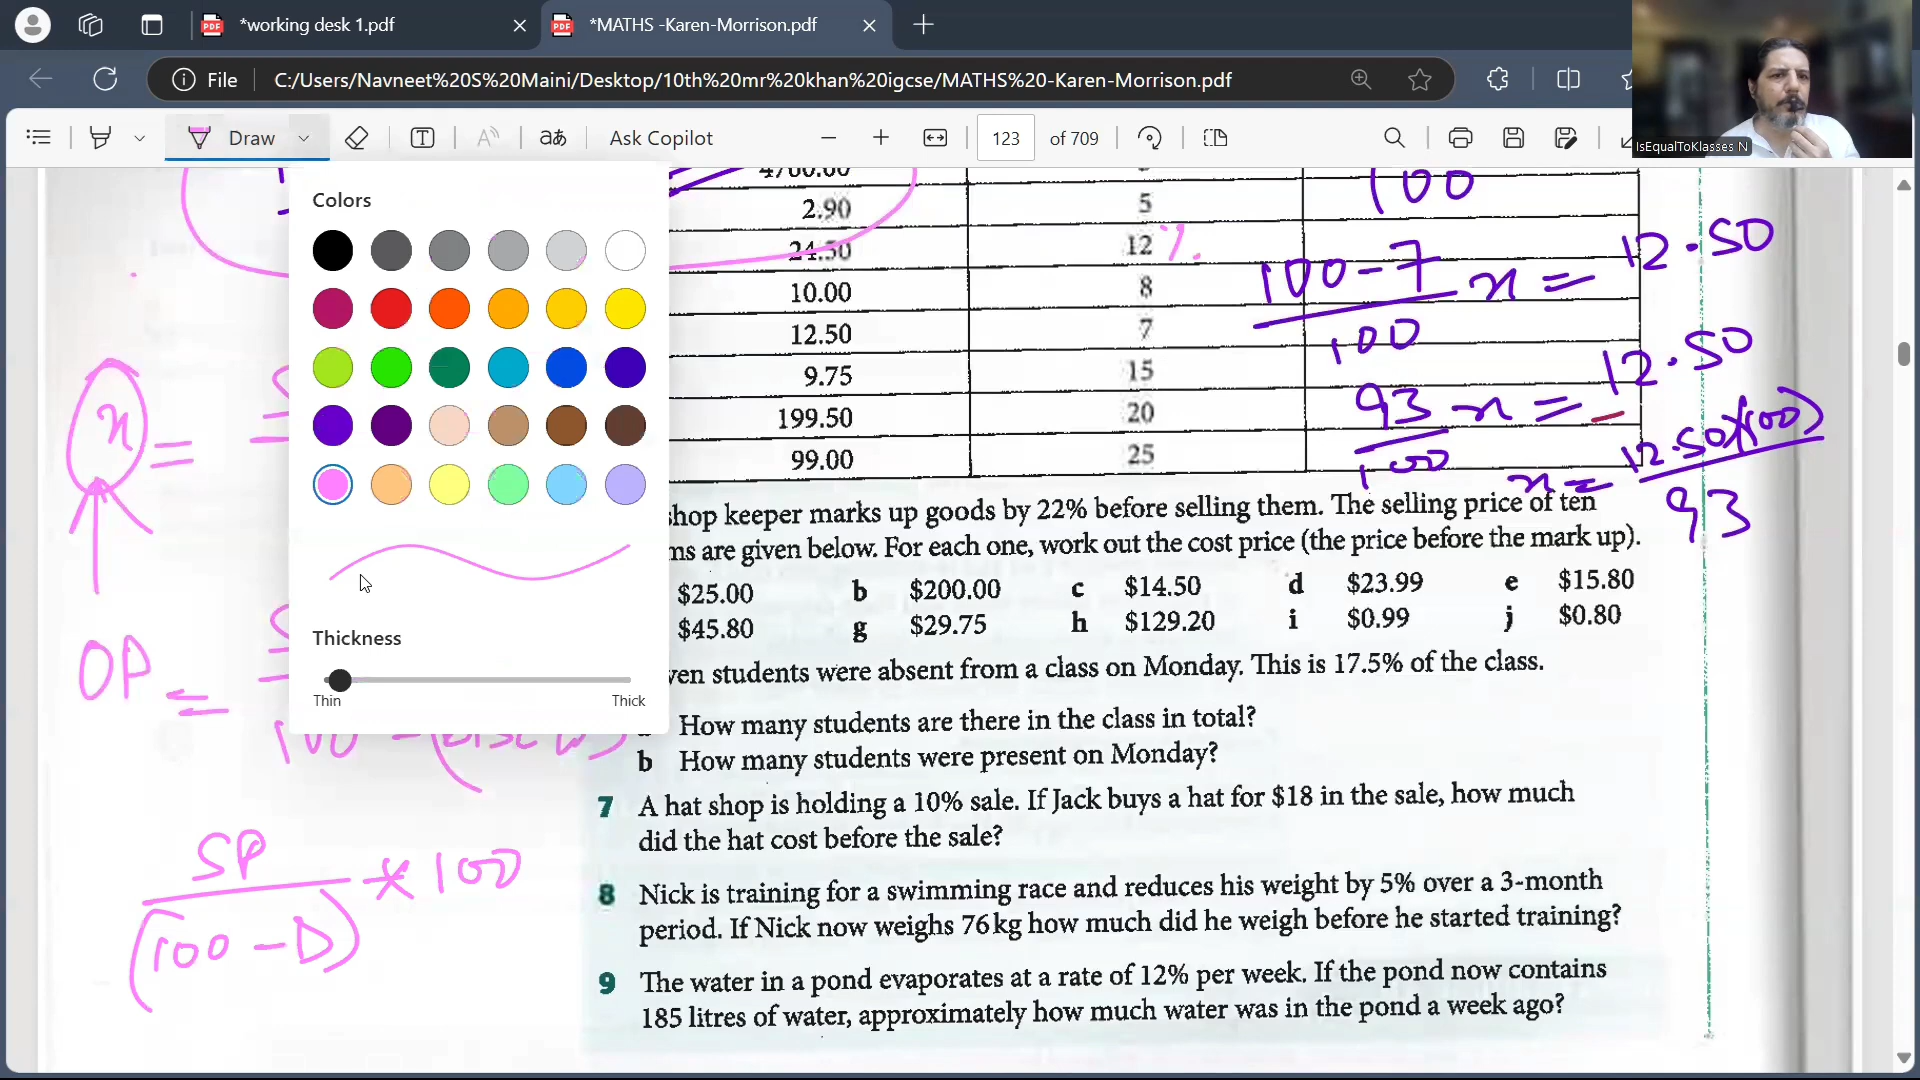 *working desk 1.pdf
*MATHS -Karen-Morrison.pdf
File C:/Users/Navneet%20S%20Maini/Desktop/10th%20mr%20khan%20igcse/MATHS%20-Karen-Morrison.pdf
IsEqualToKlasses N
Draw aあ Ask Copilot 123 of 709
Colors
Thickness
Thin Thick
4700.00
2.90 5
24.50 12 %
10.00 8
12.50 7
9.75 15
199.50 20
99.00 25
100
100 - 7 x = 12.50
100
93 x = 12.50
100
x = 12.50)(100)
93
x =
OP =
100 -
SP * 100
(100 - D)
shop keeper marks up goods by 22% before selling them. The selling price of ten
ms are given below. For each one, work out the cost price (the price before the mark up).
$25.00 b $200.00 c $14.50 d $23.99 e $15.80
$45.80 g $29.75 h $129.20 i $0.99 j $0.80
ven students were absent from a class on Monday. This is 17.5% of the class.
How many students are there in the class in total?
b How many students were present on Monday?
7 A hat shop is holding a 10% sale. If Jack buys a hat for $18 in the sale, how much
did the hat cost before the sale?
8 Nick is training for a swimming race and reduces his weight by 5% over a 3-month
period. If Nick now weighs 76 kg how much did he weigh before he started training?
9 The water in a pond evaporates at a rate of 12% per week. If the pond now contains
185 litres of water, approximately how much water was in the pond a week ago?